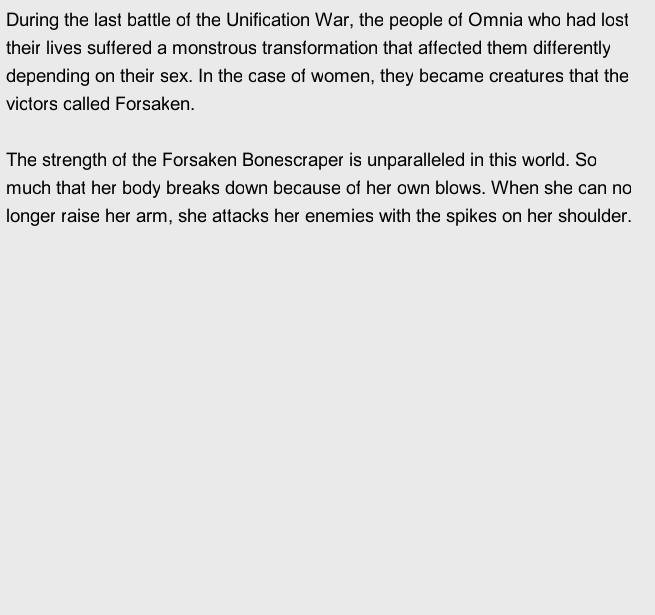 During the last battle of the Unification War, the people of Omnia who had lost
their lives suffered a monstrous transformation that affected them differently
depending on their sex. In the case of women, they became creatures that the
victors called Forsaken.

The strength of the Forsaken Bonescraper is unparalleled in this world. So
much that her body breaks down because of her own blows. When she can no
longer raise her arm, she attacks her enemies with the spikes on her shoulder.